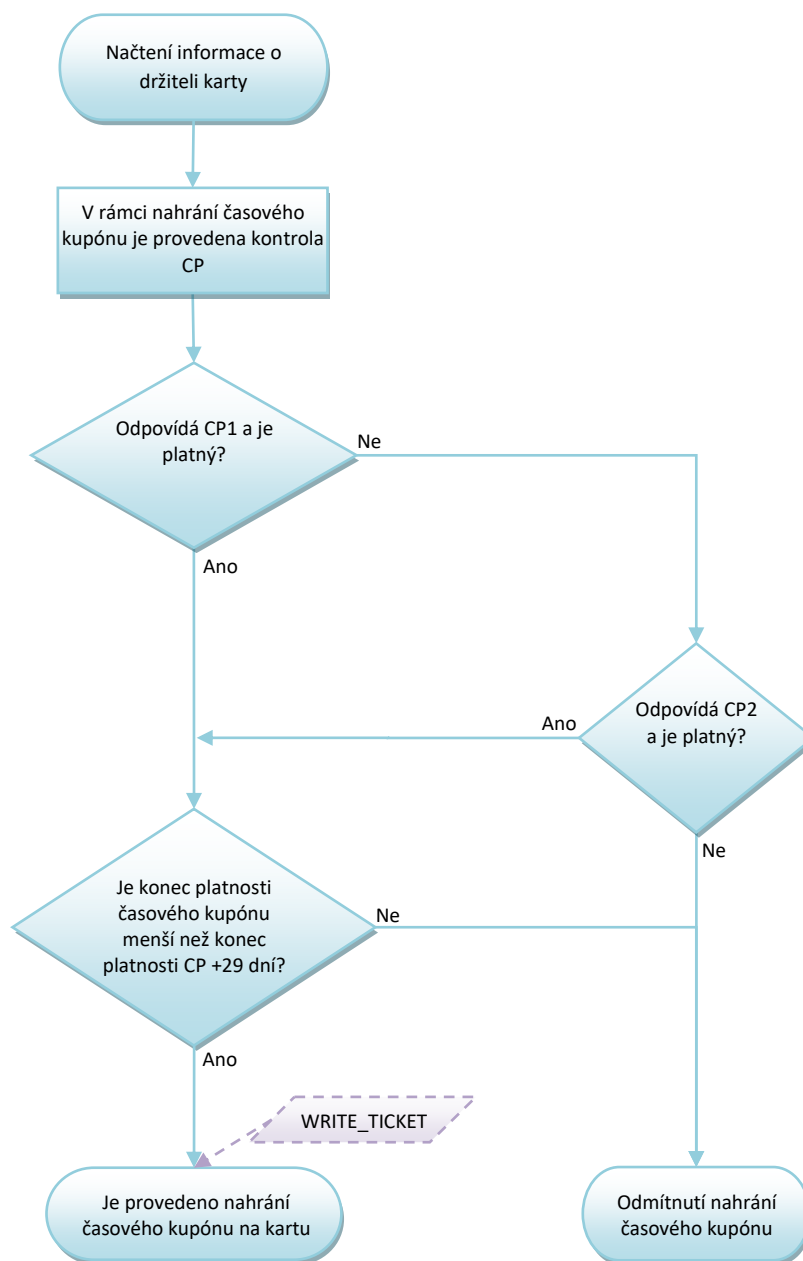 Načtení informace o
držiteli karty
V rámci nahrání časového
kupónu je provedena kontrola
CP
Odpovídá CP1 a je
platný?
Ne
Ano
Odpovídá CP2
a je platný?
Ano
Ne
Je konec platnosti
časového kupónu
menší než konec
platnosti CP +29 dní?
Ne
Ano
WRITE_TICKET
Je provedeno nahrání
časového kupónu na kartu
Odmítnutí nahrání
časového kupónu